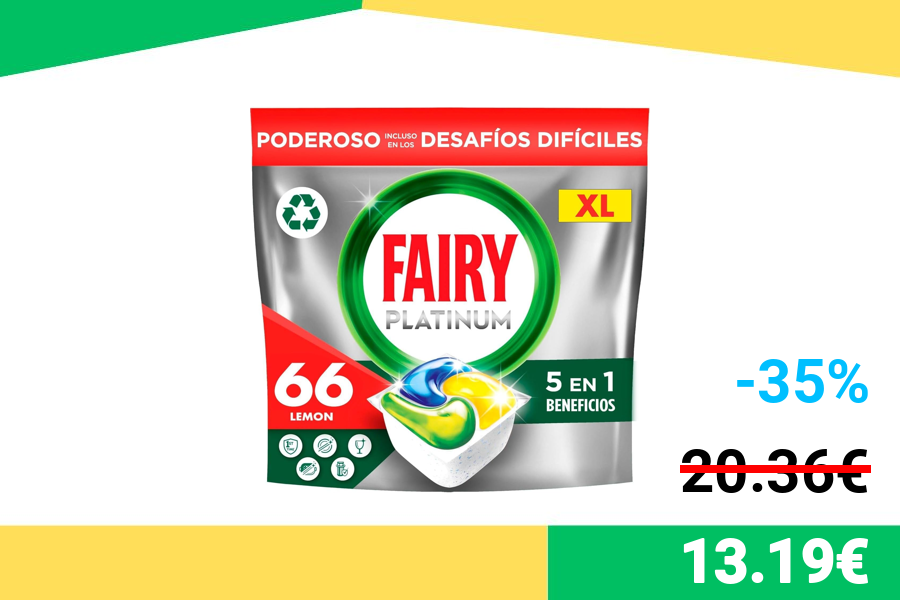 PODEROSO INCLUSO EN LOS DESAFÍOS DIFÍCILES
XL
FAIRY
PLATINUM
66
LEMON
5 EN 1
BENEFICIOS
-35%
20.36€
13.19€